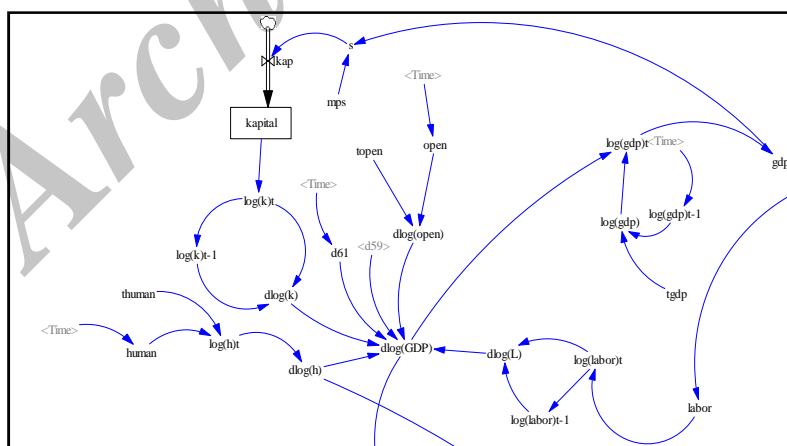 Arch
kap
s
mps
<Time>
kapital
topen
open
log(gdp)t
<Time>
gdp
<Time>
log(k)t
log(gdp)
log(gdp)t-1
log(k)t-1
d61
<d59>
dlog(open)
thuman
dlog(k)
tgdp
<Time>
human
log(h)t
dlog(h)
dlog(GDP)
dlog(L)
log(labor)t
log(labor)t-1
labor